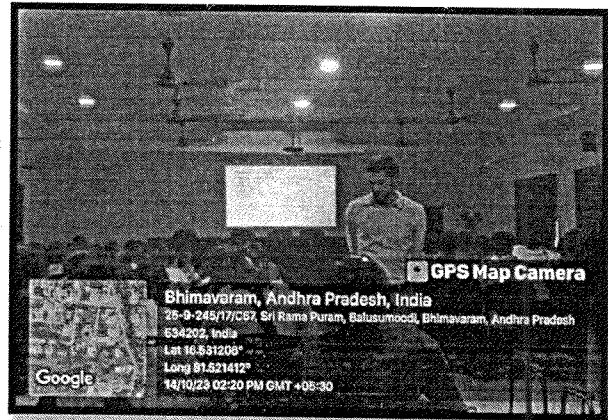 GPS Map Camera
Bhimavaram, Andhra Pradesh, India
25-9-245/17/C67, Sri Rama Puram, Balusumoodi, Bhimavaram, Andhra Pradesh
534202, India
Lat 16.531206°
Long 81.521412°
14/10/23 02:20 PM GMT +05:30
Google